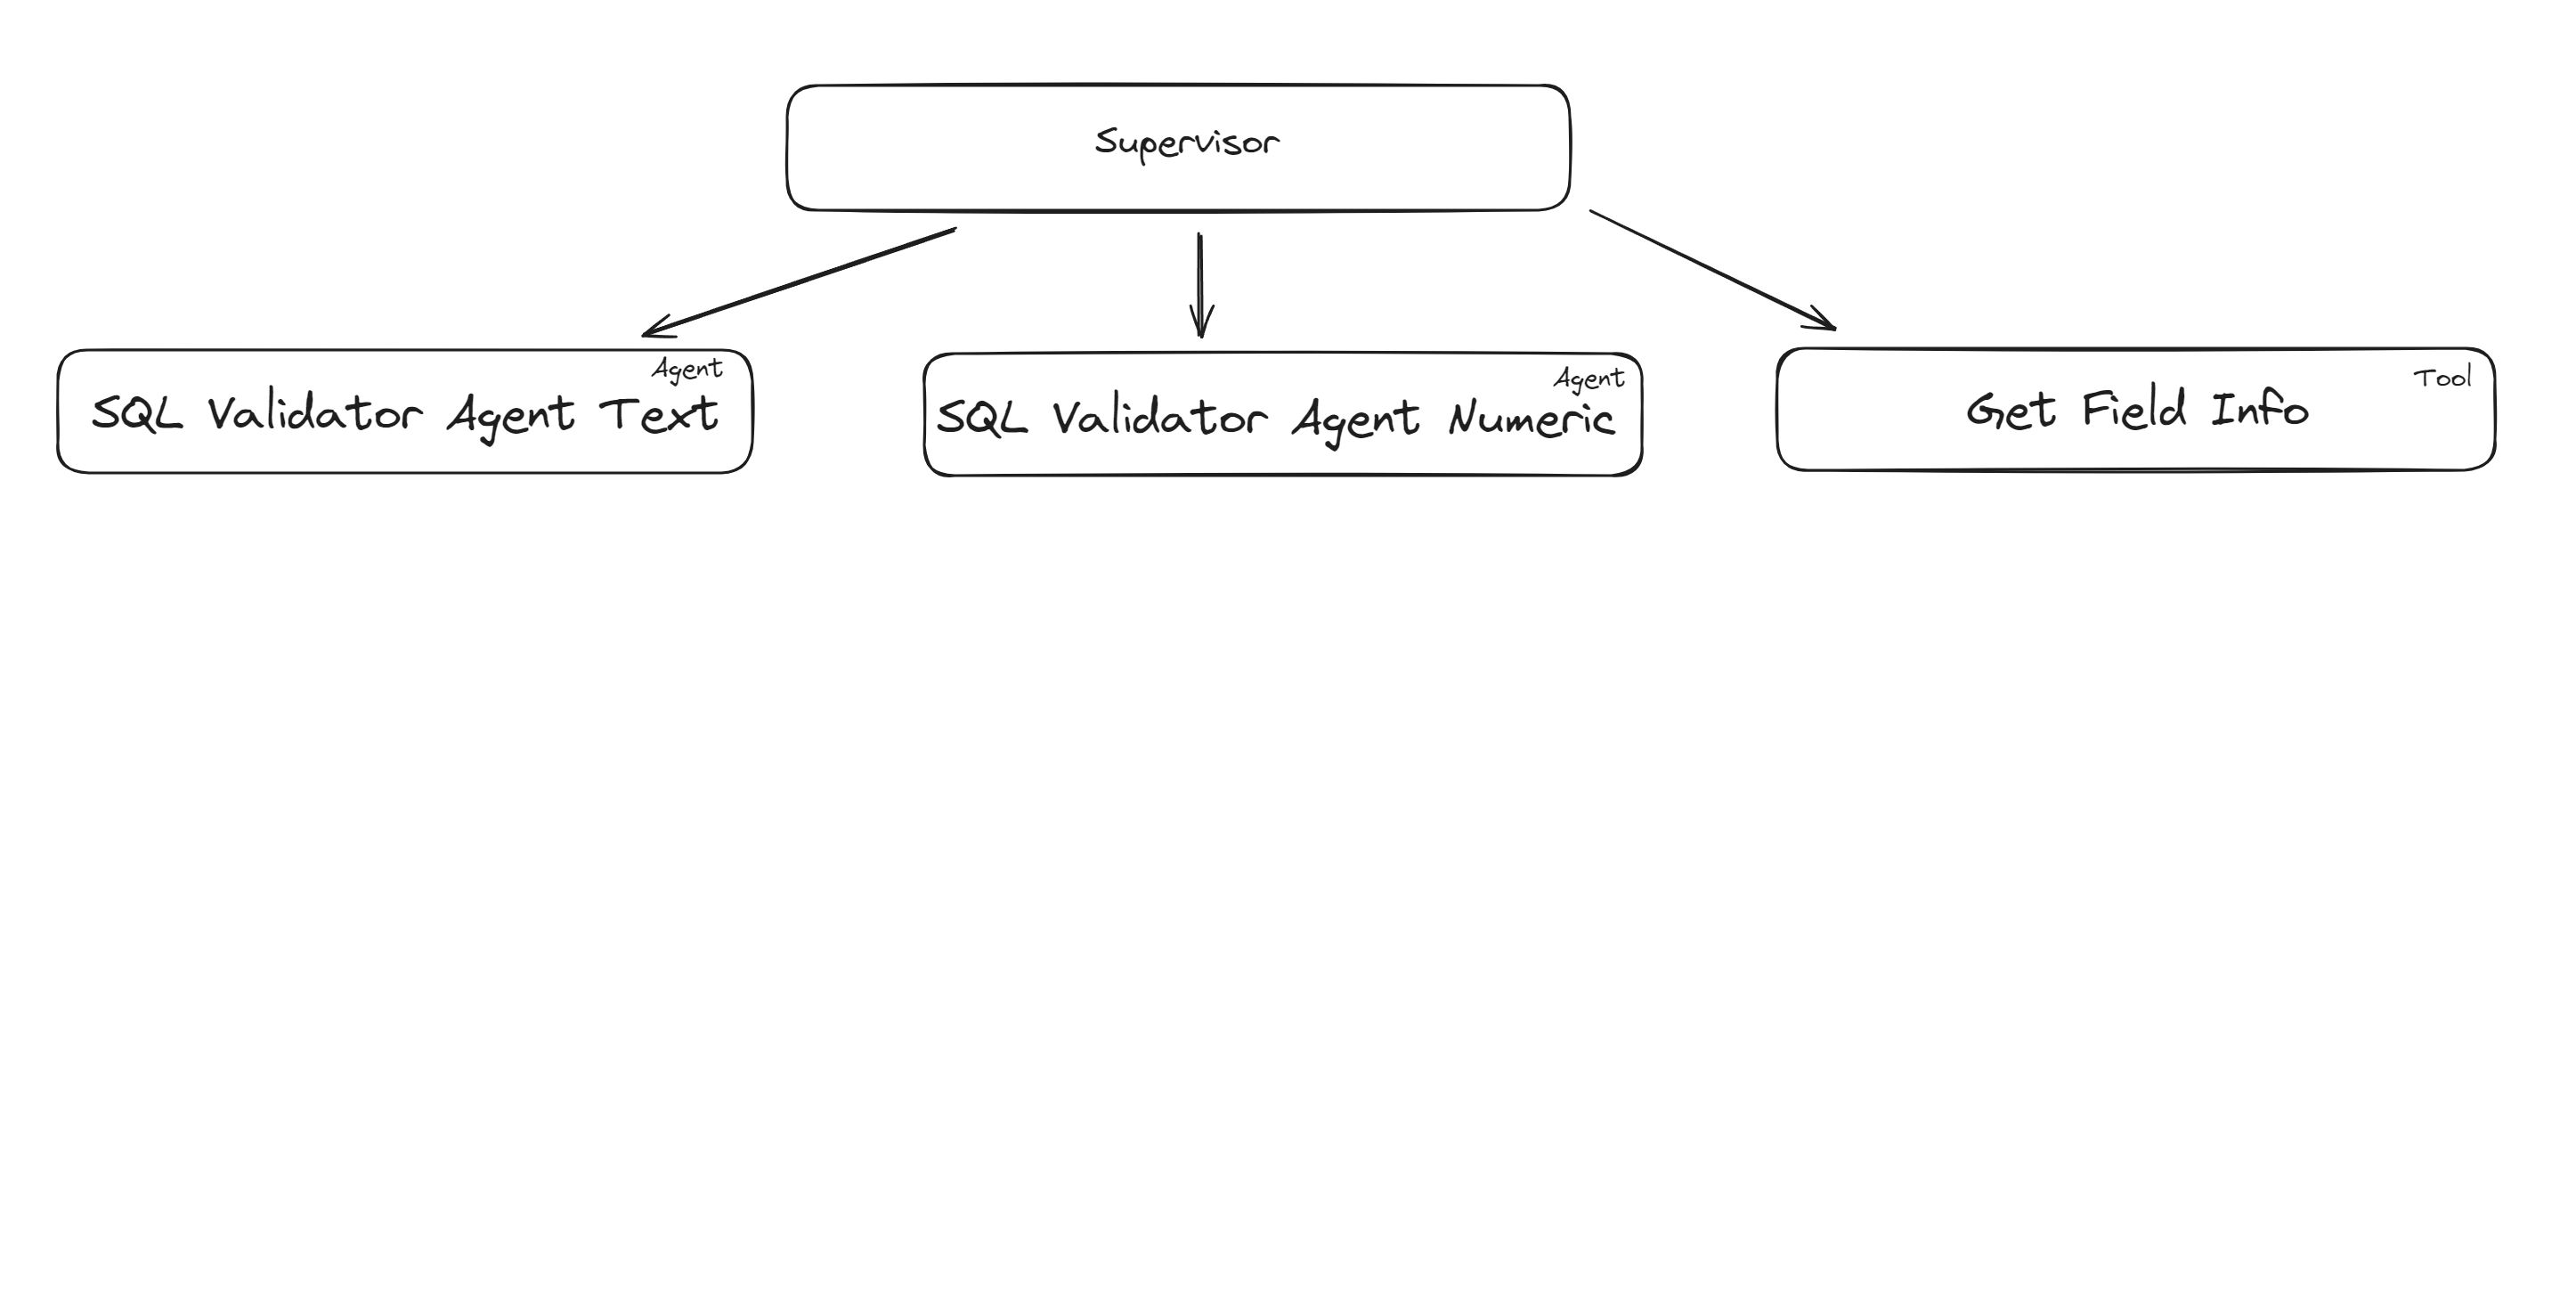 Supervisor
Agent
SQL Validator Agent Text
Agent
SQL Validator Agent Numeric
Tool
Get Field Info